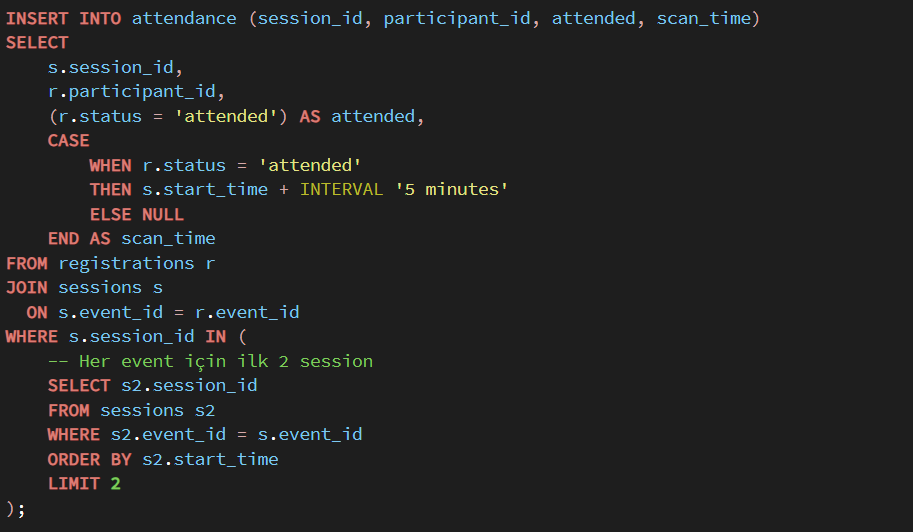 INSERT INTO attendance (session_id, participant_id, attended, scan_time)
SELECT
    s.session_id,
    r.participant_id,
    (r.status = 'attended') AS attended,
    CASE
        WHEN r.status = 'attended'
        THEN s.start_time + INTERVAL '5 minutes'
        ELSE NULL
    END AS scan_time
FROM registrations r
JOIN sessions s
  ON s.event_id = r.event_id
WHERE s.session_id IN (
    -- Her event için ilk 2 session
    SELECT s2.session_id
    FROM sessions s2
    WHERE s2.event_id = s.event_id
    ORDER BY s2.start_time
    LIMIT 2
);